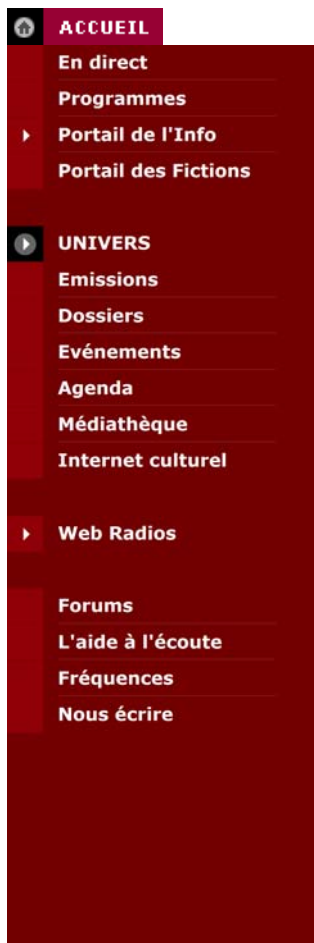 ACCUEIL
En direct
Programmes
Portail de l'Info
Portail des Fictions
UNIVERS
Emissions
Dossiers
Evénements
Agenda
Médiathèque
Internet culturel
Web Radios
Forums
L'aide à l'écoute
Fréquences
Nous écrire